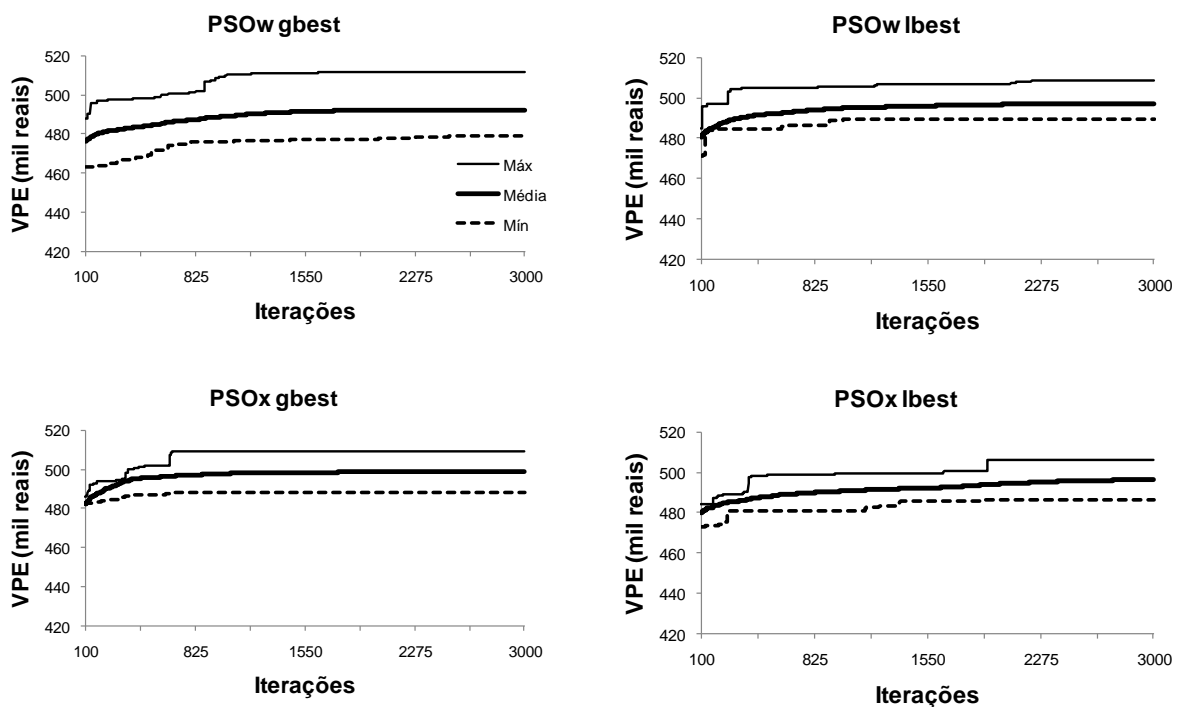 PSOw gbest
VPE (mil reais)
520
500
480
460
440
420
Máx
Média
Mín
100
825
1550
2275
3000
Iterações
PSOw lbest
VPE (mil reais)
520
500
480
460
440
420
100
825
1550
2275
3000
Iterações
PSOx gbest
VPE (mil reais)
520
500
480
460
440
420
100
825
1550
2275
3000
Iterações
PSOx lbest
VPE (mil reais)
520
500
480
460
440
420
100
825
1550
2275
3000
Iterações